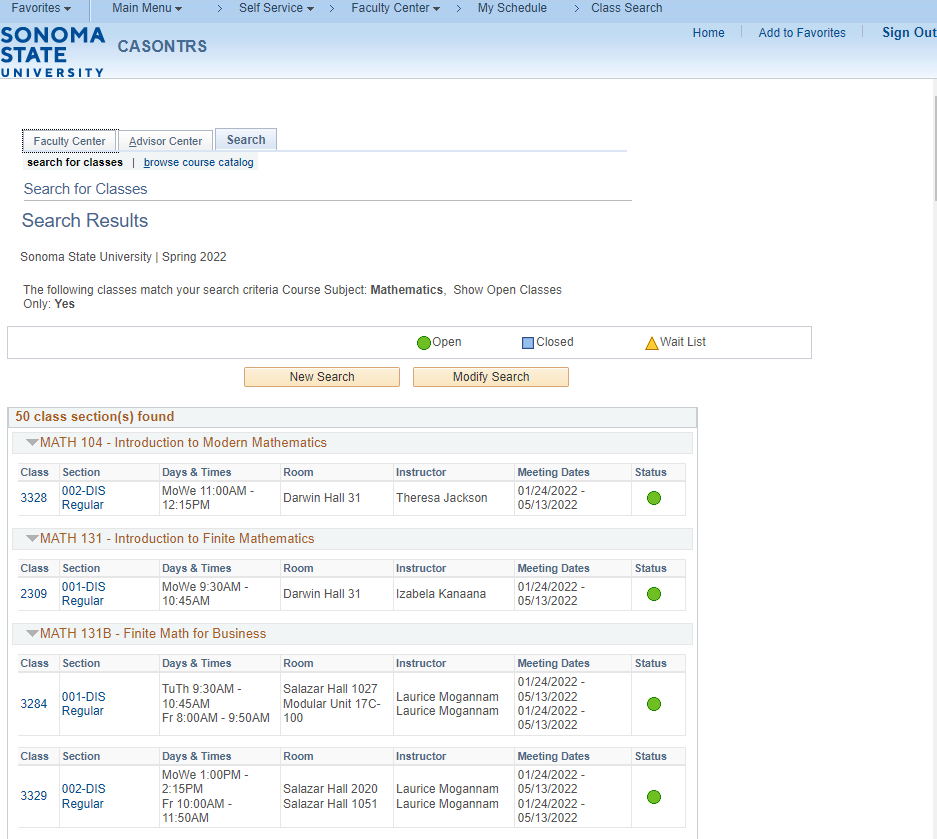 Favorites Main Menu > Self Service > Faculty Center > My Schedule > Class Search
SONOMA
STATE
UNIVERSITY
CASONTRS
Home Add to Favorites Sign Out
Faculty Center Advisor Center Search
search for classes | browse course catalog
Search for Classes
Search Results
Sonoma State University | Spring 2022
The following classes match your search criteria Course Subject: Mathematics, Show Open Classes
Only: Yes
Open Closed Wait List
New Search Modify Search
50 class section(s) found
MATH 104 - Introduction to Modern Mathematics
Class Section Days & Times Room Instructor Meeting Dates Status
3328 002-DIS Regular MoWe 11:00AM - 12:15PM Darwin Hall 31 Theresa Jackson 01/24/2022 - 05/13/2022
MATH 131 - Introduction to Finite Mathematics
Class Section Days & Times Room Instructor Meeting Dates Status
2309 001-DIS Regular MoWe 9:30AM - 10:45AM Darwin Hall 31 Izabela Kanaana 01/24/2022 - 05/13/2022
MATH 131B - Finite Math for Business
Class Section Days & Times Room Instructor Meeting Dates Status
3284 001-DIS Regular TuTh 9:30AM - 10:45AM Fr 8:00AM - 9:50AM Salazar Hall 1027 Modular Unit 17C-100 Laurice Mogannam Laurice Mogannam 01/24/2022 - 05/13/2022 01/24/2022 - 05/13/2022
Class Section Days & Times Room Instructor Meeting Dates Status
3329 002-DIS Regular MoWe 1:00PM - 2:15PM Fr 10:00AM - 11:50AM Salazar Hall 2020 Salazar Hall 1051 Laurice Mogannam Laurice Mogannam 01/24/2022 - 05/13/2022 01/24/2022 - 05/13/2022